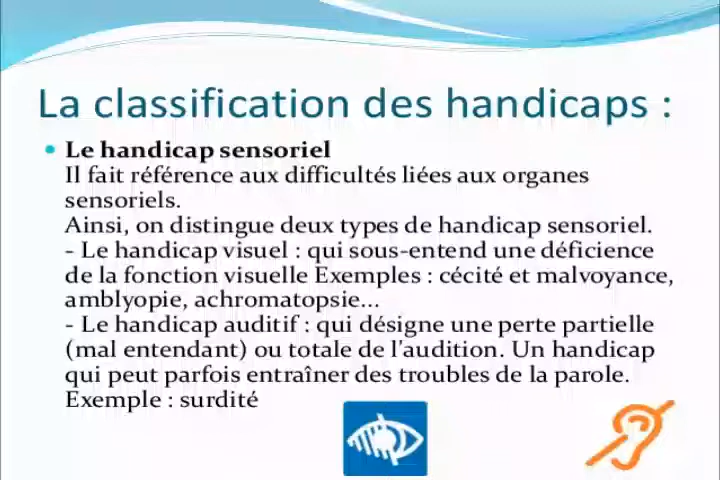 La classification des handicaps :
• Le handicap sensoriel
Il fait référence aux difficultés liées aux organes
sensoriels.
Ainsi, on distingue deux types de handicap sensoriel.
- Le handicap visuel : qui sous-entend une déficience
de la fonction visuelle Exemples : cécité et malvoyance,
amblyopie, achromatopsie...
- Le handicap auditif : qui désigne une perte partielle
(mal entendant) ou totale de l'audition. Un handicap
qui peut parfois entraîner des troubles de la parole.
Exemple : surdité